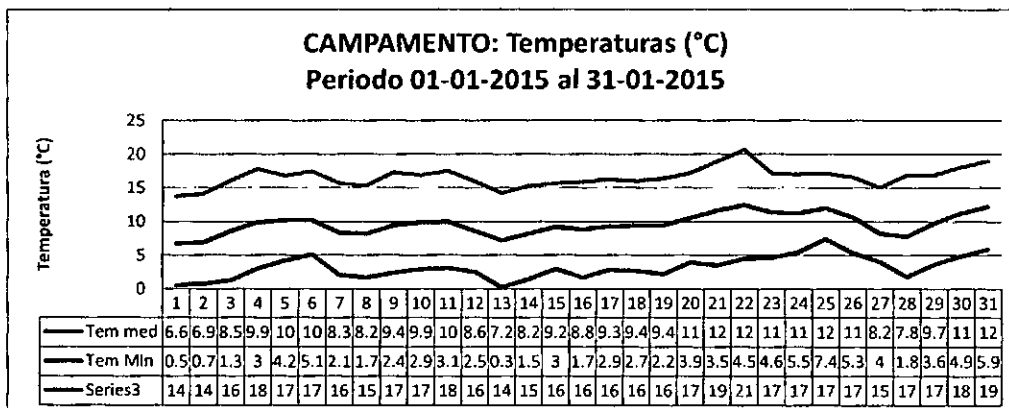 CAMPAMENTO: Temperaturas (°C)
Periodo 01-01-2015 al 31-01-2015
Temperatura (°C)
25
20
15
10
5
0
1 2 3 4 5 6 7 8 9 10 11 12 13 14 15 16 17 18 19 20 21 22 23 24 25 26 27 28 29 30 31
Tem med 6.6 6.9 8.5 9.9 10 10 8.3 8.2 9.4 9.9 10 8.6 7.2 8.2 9.2 8.8 9.3 9.4 9.4 11 12 12 11 11 12 11 8.2 7.8 9.7 11 12
Tem MIn 0.5 0.7 1.3 3 4.2 5.1 2.1 1.7 2.4 2.9 3.1 2.5 0.3 1.5 3 1.7 2.9 2.7 2.2 3.9 3.5 4.5 4.6 5.5 7.4 5.3 4 1.8 3.6 4.9 5.9
Series3 14 14 16 18 17 17 16 15 17 17 18 16 14 15 16 16 16 16 16 17 19 21 17 17 17 17 15 17 17 18 19